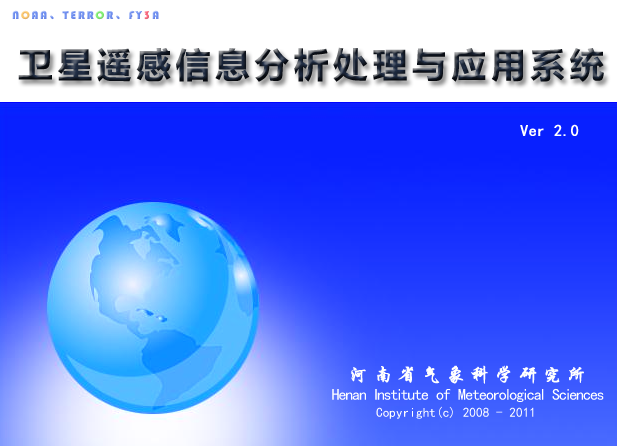 NOAA、TERROR、FY3A
卫星遥感信息分析处理与应用系统
Ver 2.0
河南省气象科学研究所
Henan Institute of Meteorological Sciences
Copyright(c) 2008 - 2011